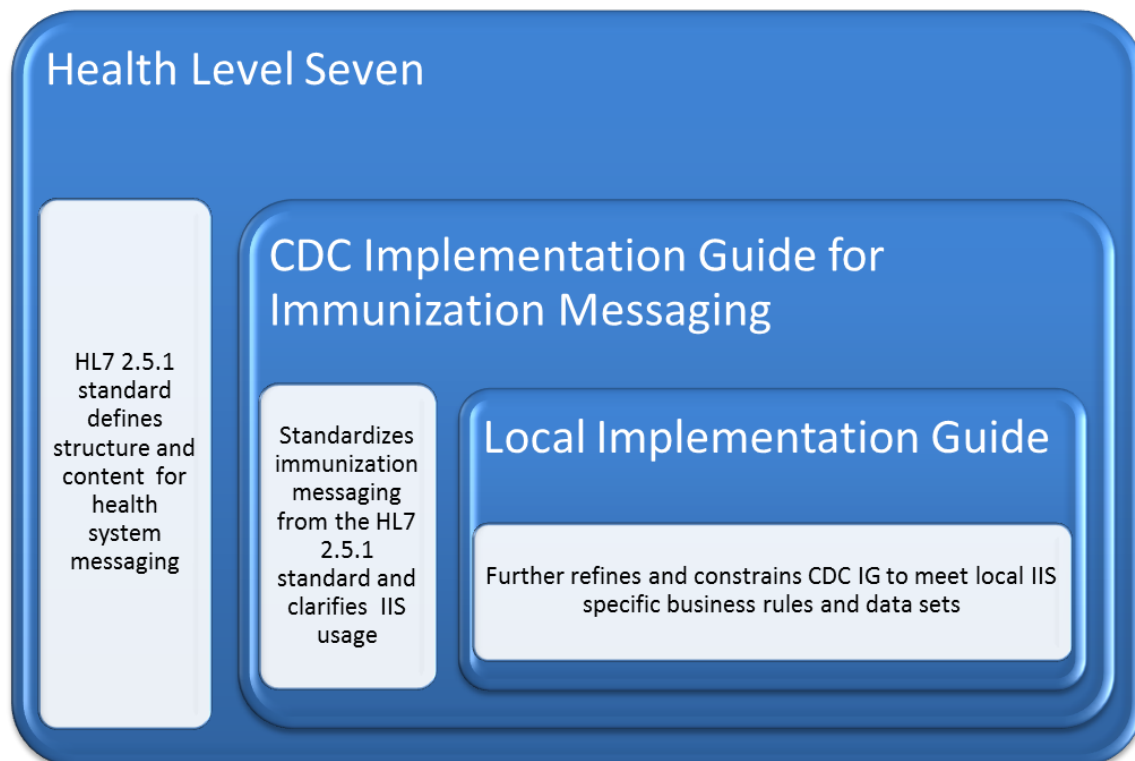 Health Level Seven
HL7 2.5.1
standard
defines
structure and
content for
health
system
messaging
CDC Implementation Guide for
Immunization Messaging
Standardizes
immunization
messaging
from the HL7
2.5.1
standard and
clarifies IIS
usage
Local Implementation Guide
Further refines and constrains CDC IG to meet local IIS
specific business rules and data sets